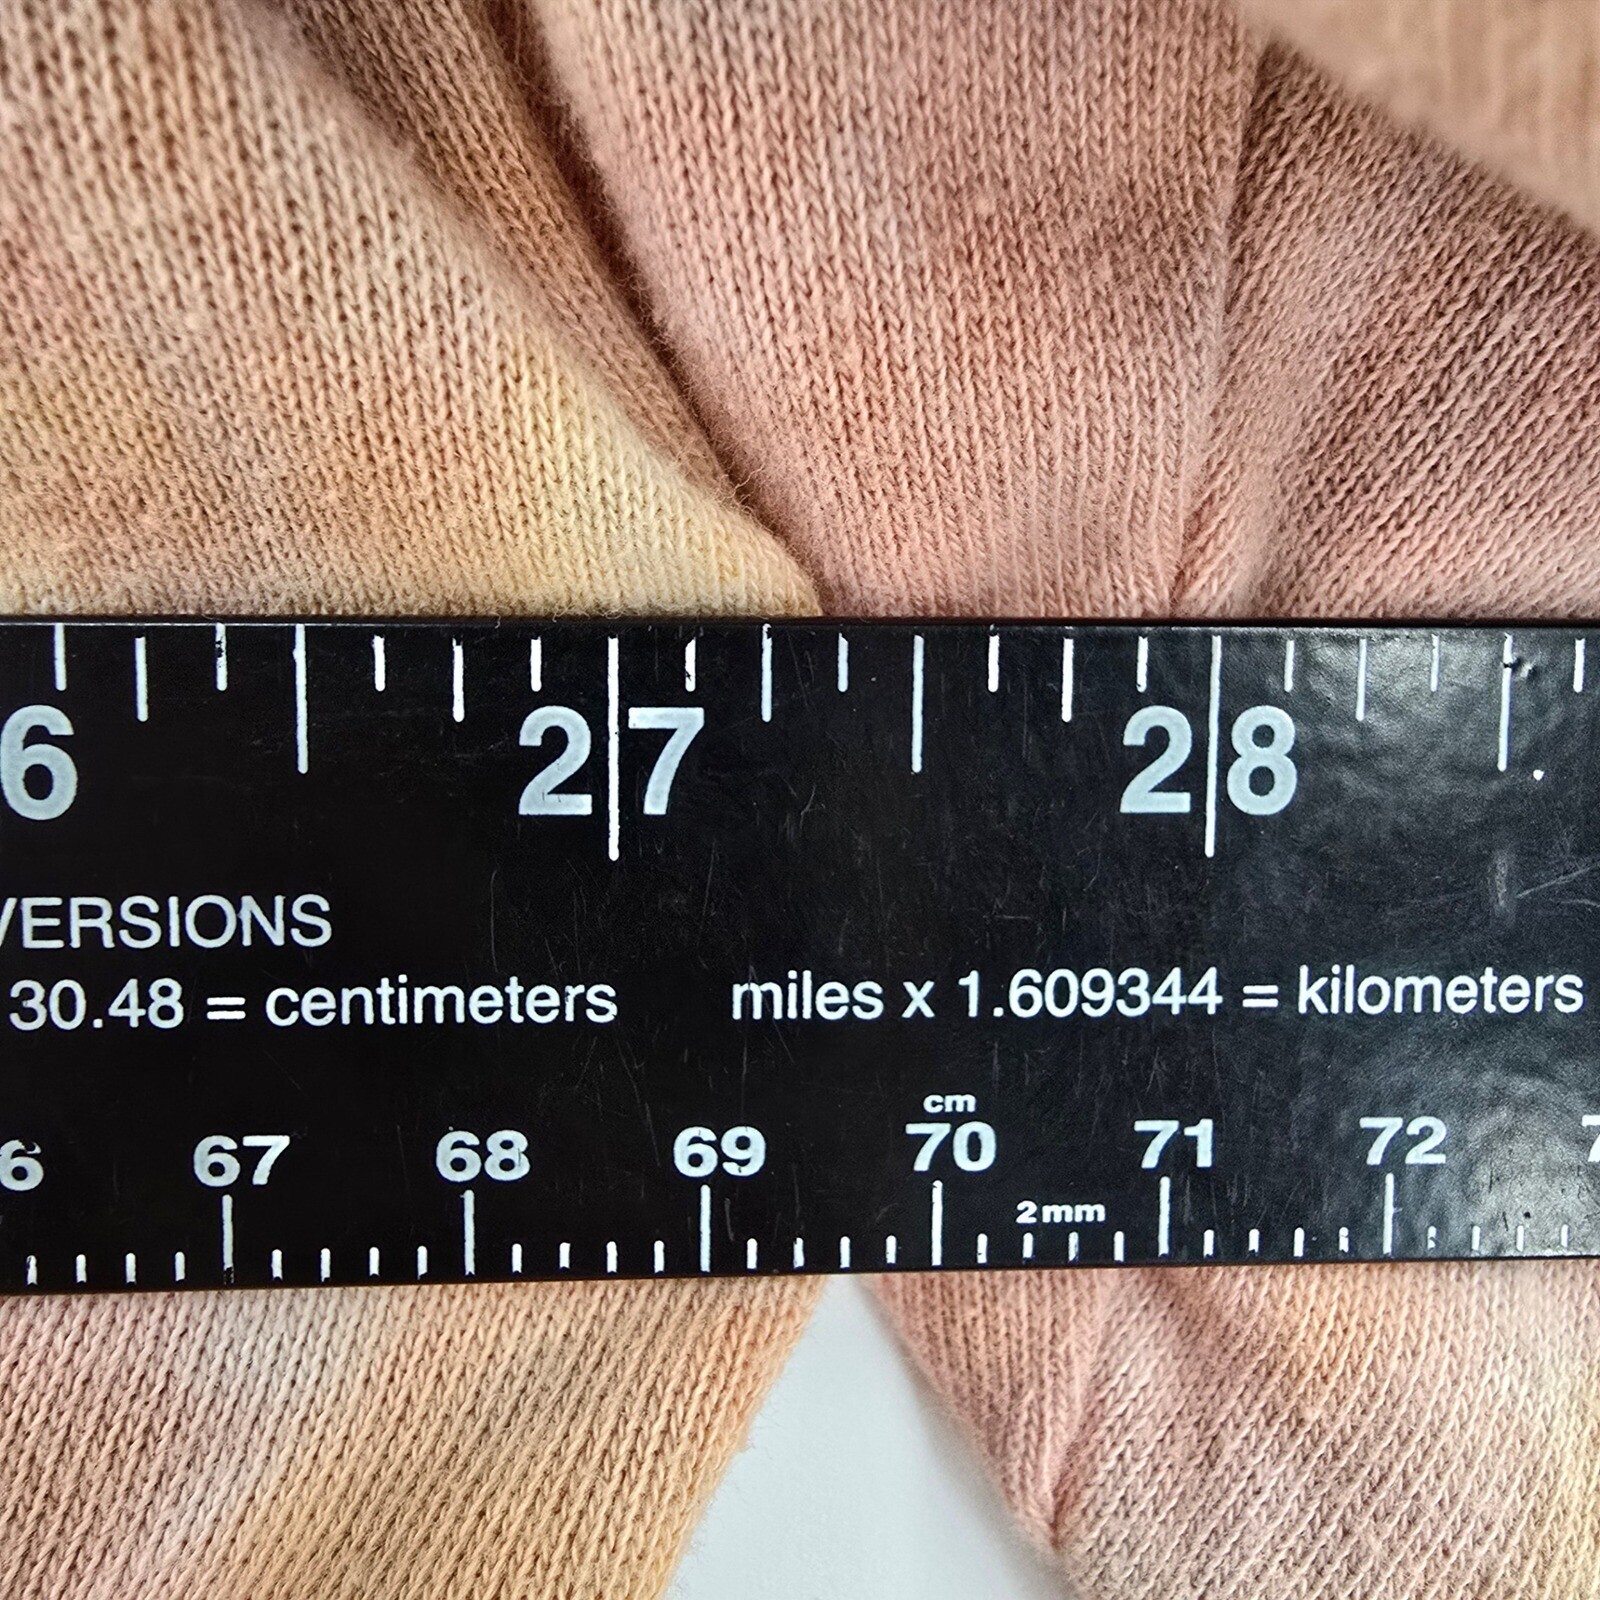 6 27 28
VERSIONS
30.48 = centimeters miles x 1.609344 = kilometers
cm
6 67 68 69 70 71 72 7
2mm